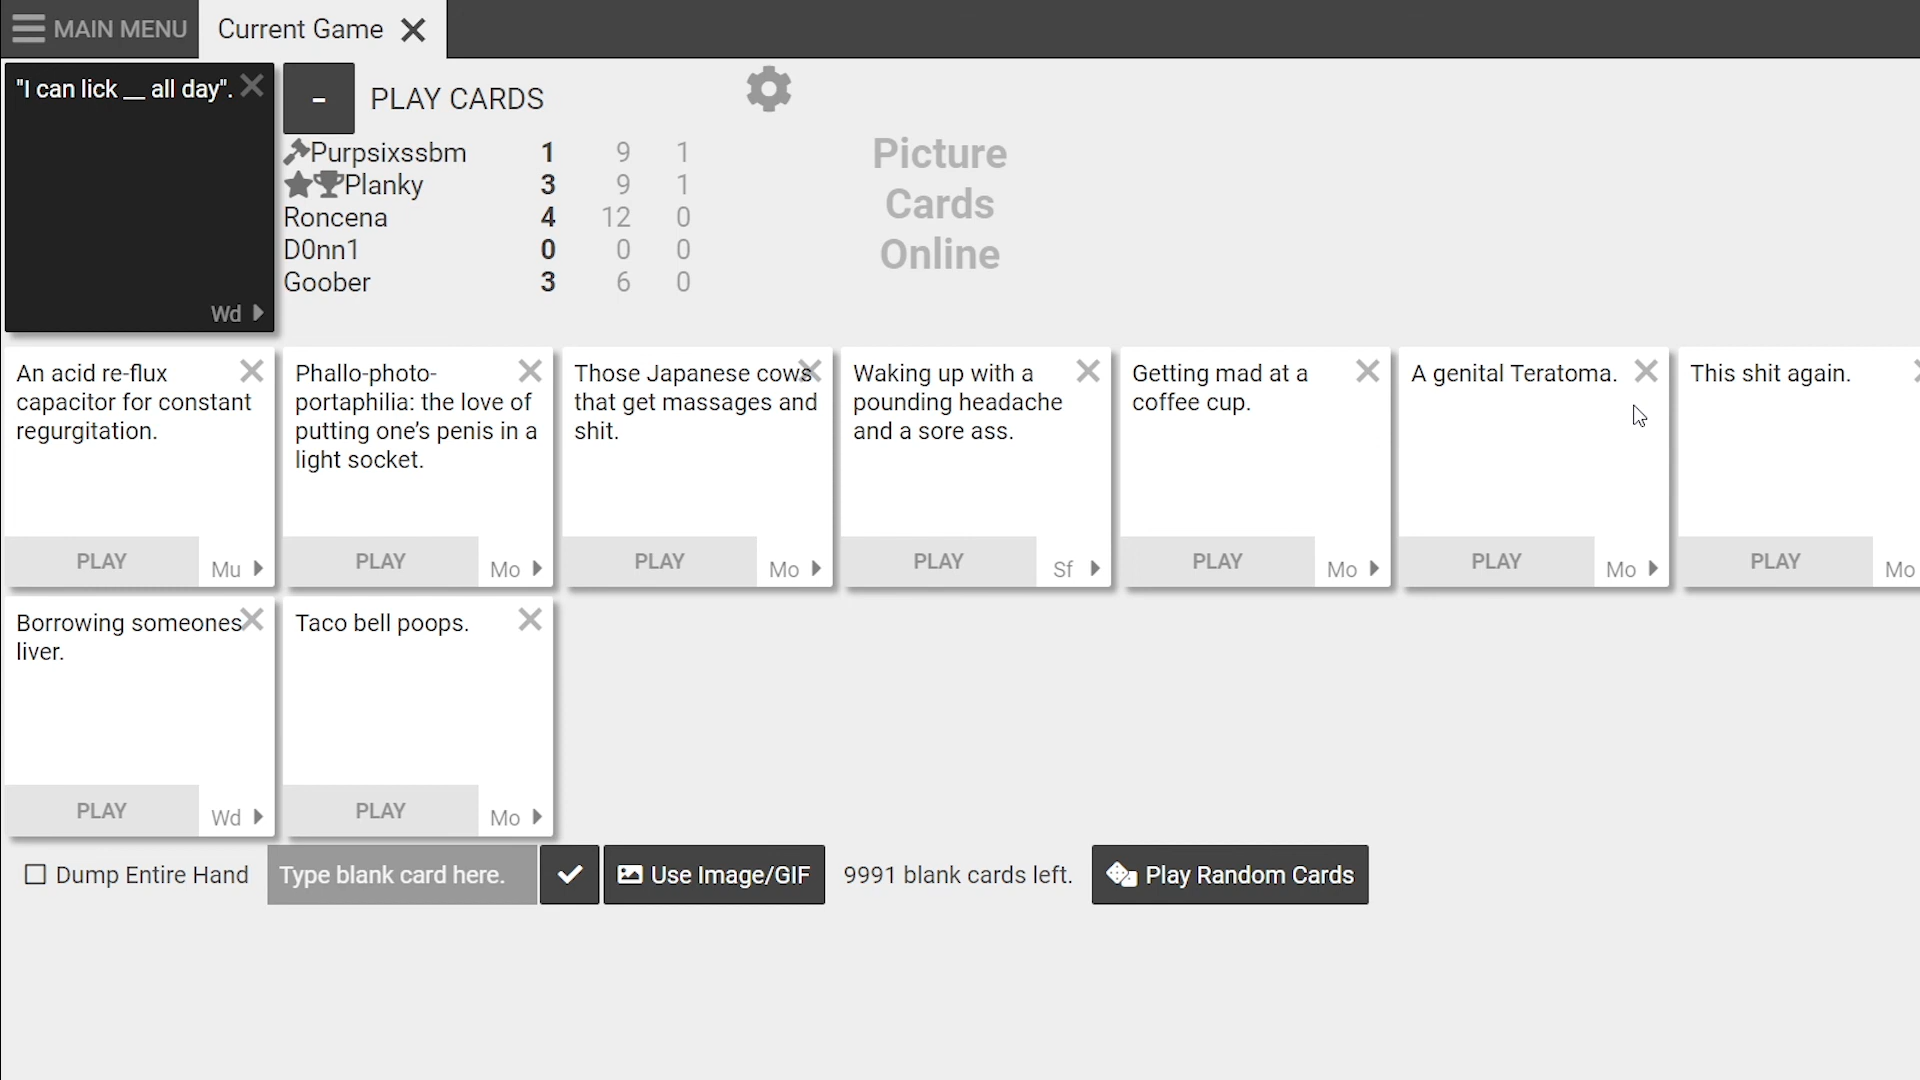 MAIN MENU
Current Game
"I can lick __ all day".
Wd
-
PLAY CARDS
Purpsixssbm 1 9 1
Planky 3 9 1
Roncena 4 12 0
D0nn1 0 0 0
Goober 3 6 0
Picture
Cards
Online
An acid re-flux
capacitor for constant
regurgitation.
PLAY
Mu
Phallo-photo-
portaphilia: the love of
putting one's penis in a
light socket.
PLAY
Mo
Those Japanese cows
that get massages and
shit.
PLAY
Mo
Waking up with a
pounding headache
and a sore ass.
PLAY
Sf
Getting mad at a
coffee cup.
PLAY
Mo
A genital Teratoma.
PLAY
Mo
This shit again.
PLAY
Mo
Borrowing someones
liver.
PLAY
Wd
Taco bell poops.
PLAY
Mo
Dump Entire Hand
Type blank card here.
Use Image/GIF
9991 blank cards left.
Play Random Cards